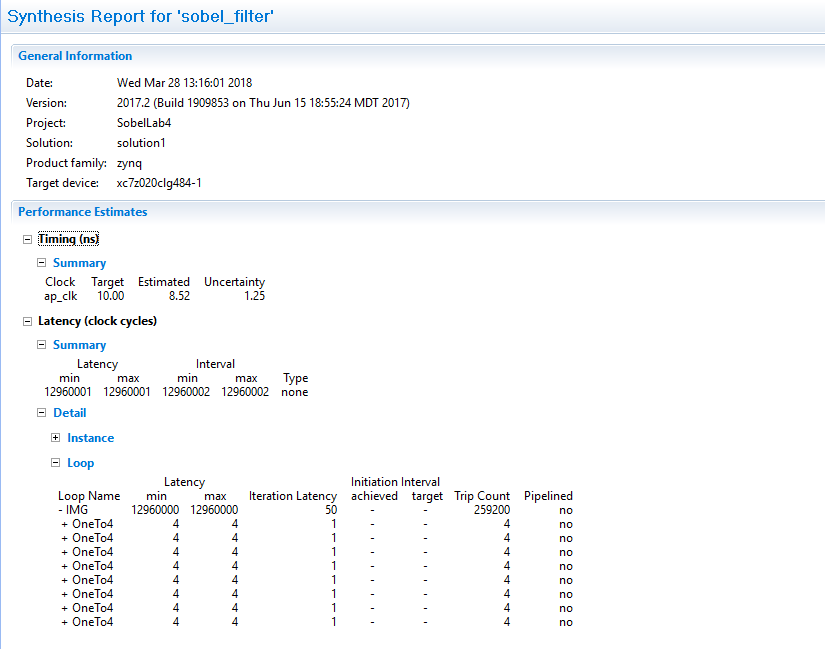 Synthesis Report for 'sobel_filter'
General Information
Date: Wed Mar 28 13:16:01 2018
Version: 2017.2 (Build 1909853 on Thu Jun 15 18:55:24 MDT 2017)
Project: SobelLab4
Solution: solution1
Product family: zynq
Target device: xc7z020clg484-1
Performance Estimates
Timing (ns)
Summary
Clock Target Estimated Uncertainty
ap_clk 10.00 8.52 1.25
Latency (clock cycles)
Summary
Latency Interval
min max min max Type
12960001 12960001 12960002 12960002 none
Detail
Instance
Loop
Latency Initiation Interval
Loop Name min max Iteration Latency achieved target Trip Count Pipelined
- IMG 12960000 12960000 50 - - 259200 no
+ OneTo4 4 4 1 - - 4 no
+ OneTo4 4 4 1 - - 4 no
+ OneTo4 4 4 1 - - 4 no
+ OneTo4 4 4 1 - - 4 no
+ OneTo4 4 4 1 - - 4 no
+ OneTo4 4 4 1 - - 4 no
+ OneTo4 4 4 1 - - 4 no
+ OneTo4 4 4 1 - - 4 no